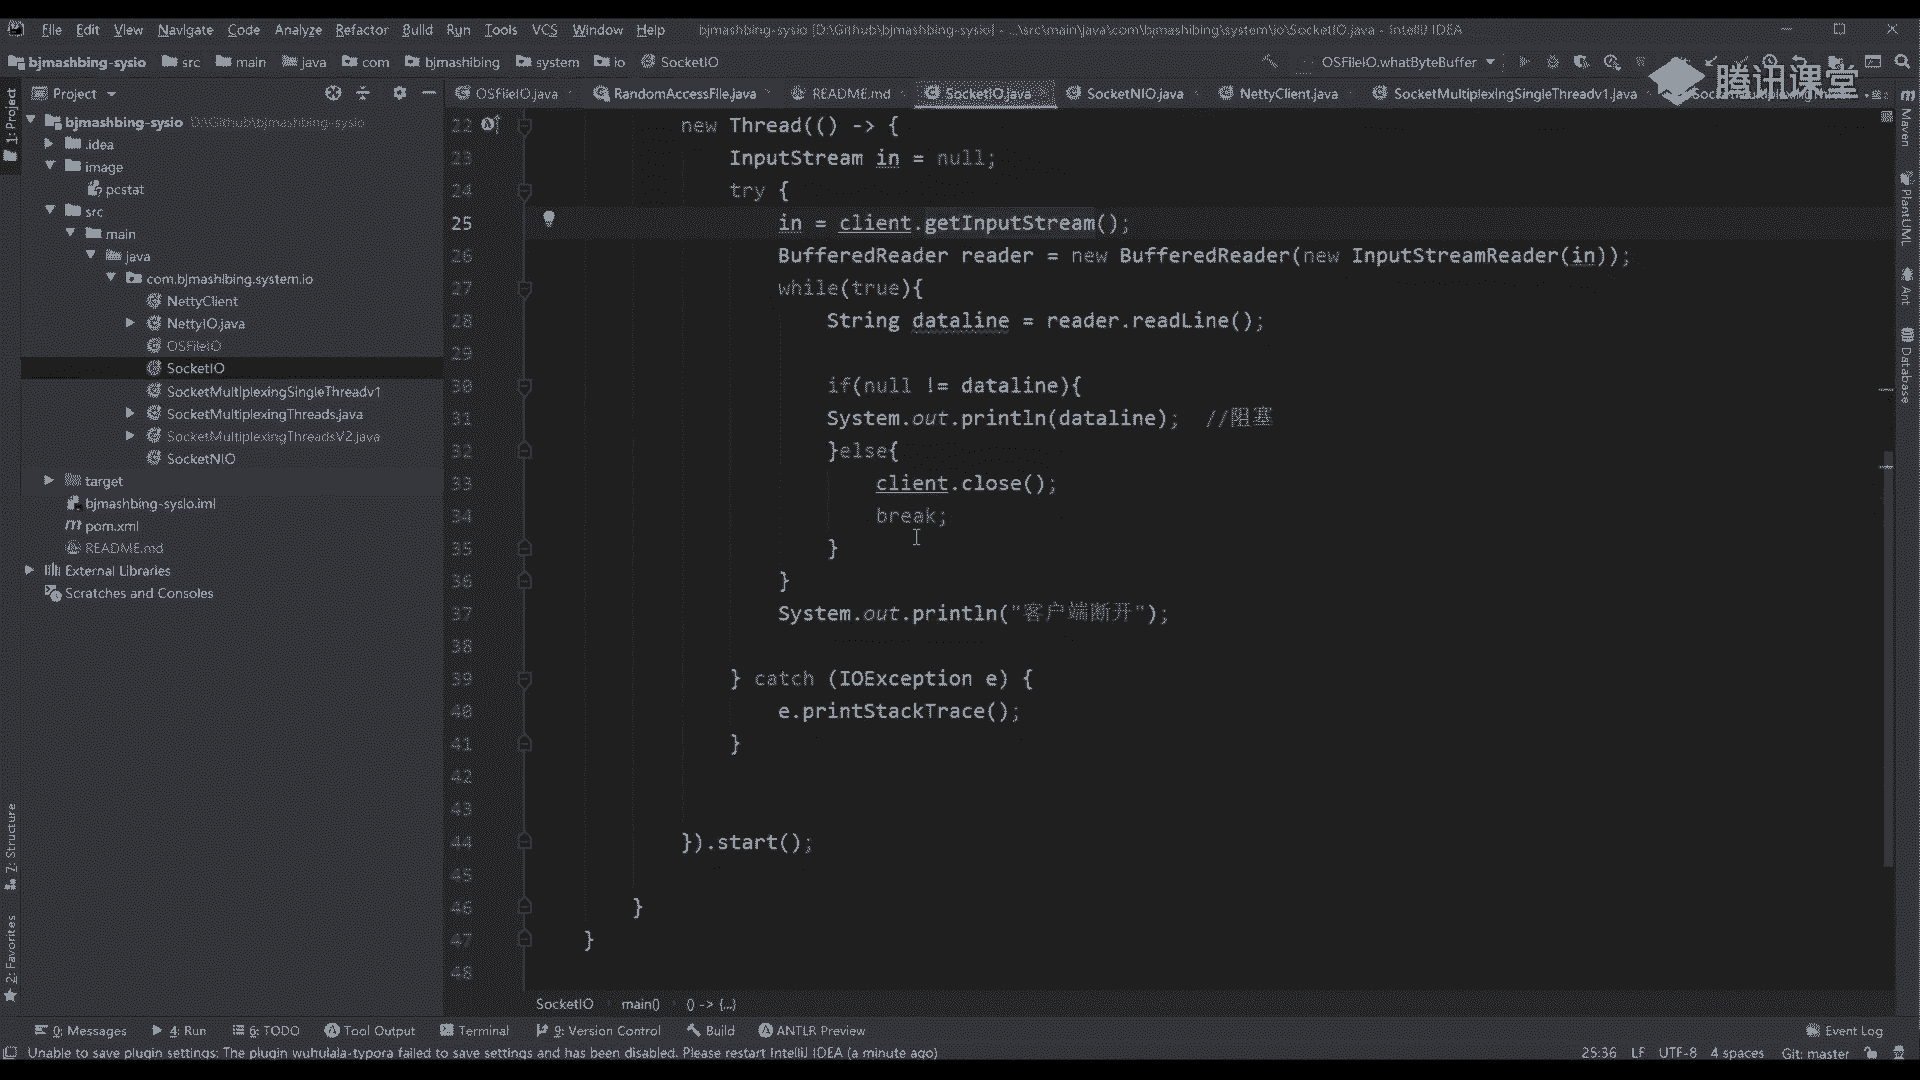 File Edit View Navigate Code Analyze Refactor Build Run Tools VCS Window Help bjmashbing-sysio [D:\Github\bjmashbing-sysio] - ...\src\main\java\com\bjmashibing\system\io\SocketIO.java - IntelliJ IDEA
bjmashbing-sysio src main java com bjmashibing system io SocketIO OSFileIO.whatByteBuffer
腾讯课堂
Project OSFileIO.java RandomAccessFile.java README.md SocketIO.java SocketNIO.java NettyClient.java SocketMultiplexingSingleThreadv1.java
bjmashbing-sysio D:\Github\bjmashbing-sysio
.idea
image
pcstat
src
main
java
com.bjmashibing.system.io
NettyClient
NettyIO.java
OSFileIO
SocketIO
SocketMultiplexingSingleThreadv1
SocketMultiplexingThreads.java
SocketMultiplexingThreadsV2.java
SocketNIO
target
bjmashbing-sysio.iml
pom.xml
README.md
External Libraries
Scratches and Consoles
1: Project
7: Structure
2: Favorites
22 new Thread(() -> {
23 InputStream in = null;
24 try {
25 in = client.getInputStream();
26 BufferedReader reader = new BufferedReader(new InputStreamReader(in));
27 while(true){
28 String dataline = reader.readLine();
29
30 if(null != dataline){
31 System.out.println(dataline); //阻塞
32 }else{
33 client.close();
34 break;
35 }
36 }
37 System.out.println("客户端断开");
38
39 } catch (IOException e) {
40 e.printStackTrace();
41 }
42
43
44 }).start();
45
46 }
47 }
48
Maven
PlantUML
Ant
Database
SocketIO main() () -> {...}
0: Messages 4: Run 6: TODO Tool Output Terminal 9: Version Control Build ANTLR Preview Event Log
Unable to save plugin settings: The plugin wuhulala-typora failed to save settings and has been disabled. Please restart IntelliJ IDEA (a minute ago) 25:36 LF UTF-8 4 spaces Git: master